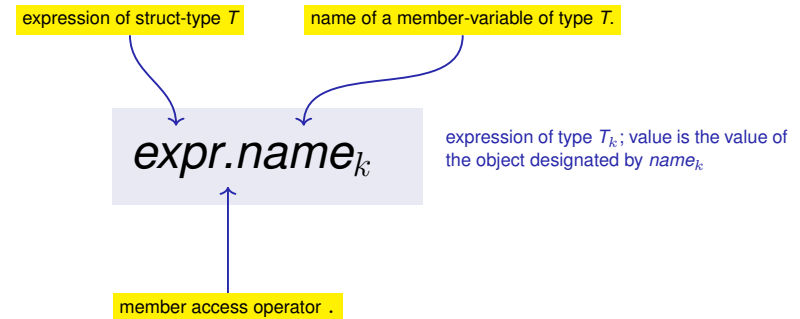 expression of struct-type T
name of a member-variable of type T.
expr.nameₖ
expression of type Tₖ; value is the value of
the object designated by nameₖ
member access operator .